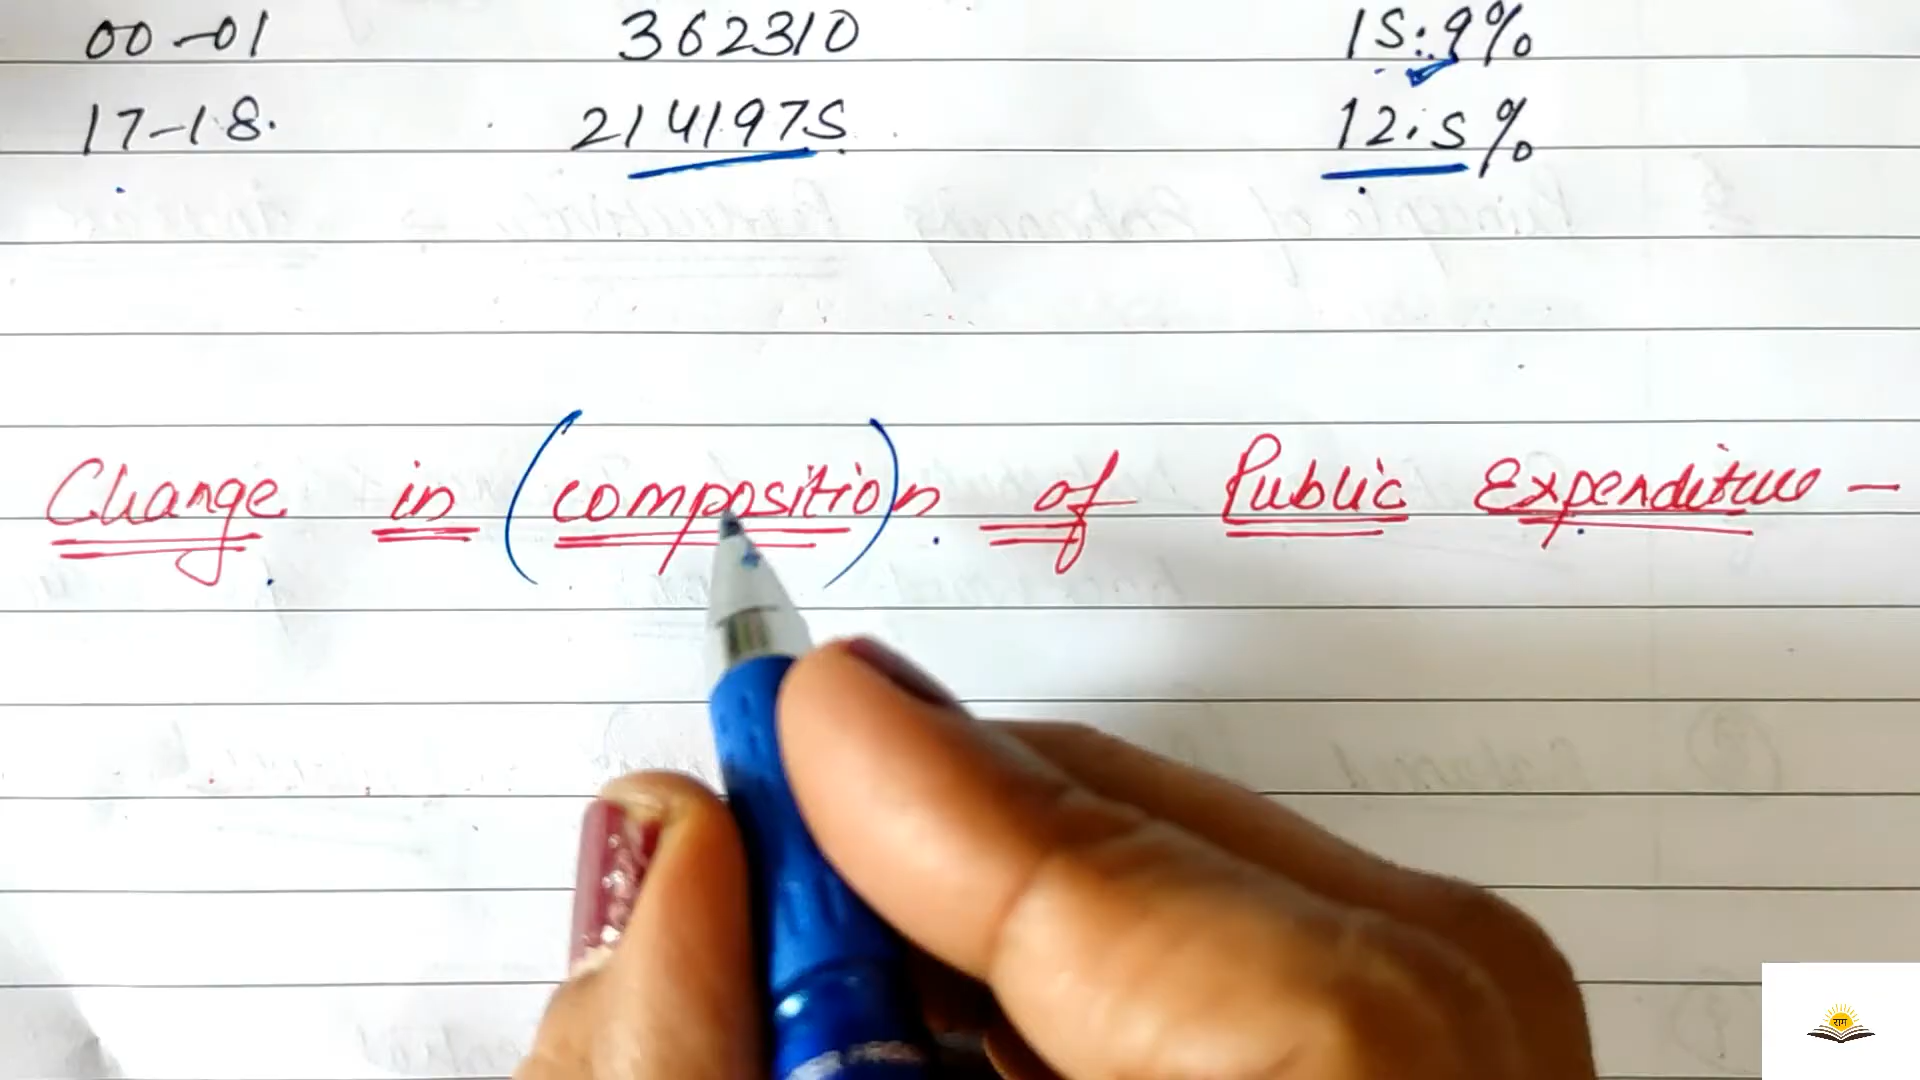 00-01 362310 15.9%
17-18. 2141975 12.5%
Change in (composition) of Public Expenditure -
राम